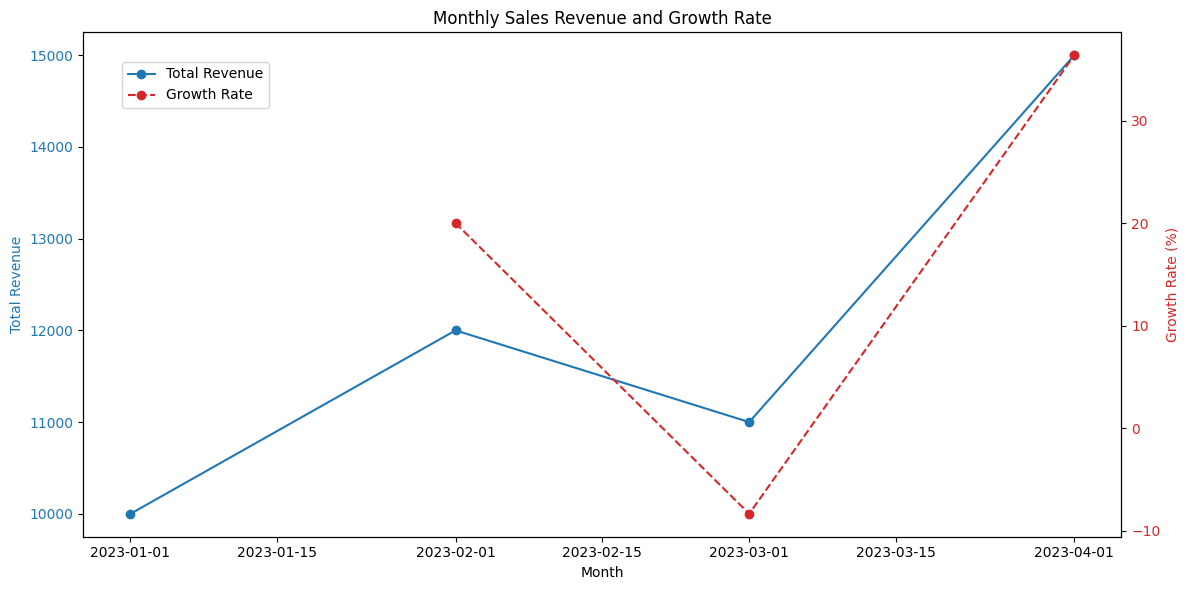 Monthly Sales Revenue and Growth Rate
Total Revenue
Growth Rate
15000
14000
13000
12000
11000
10000
Total Revenue
30
20
10
0
−10
Growth Rate (%)
2023-01-01 2023-01-15 2023-02-01 2023-02-15 2023-03-01 2023-03-15 2023-04-01
Month